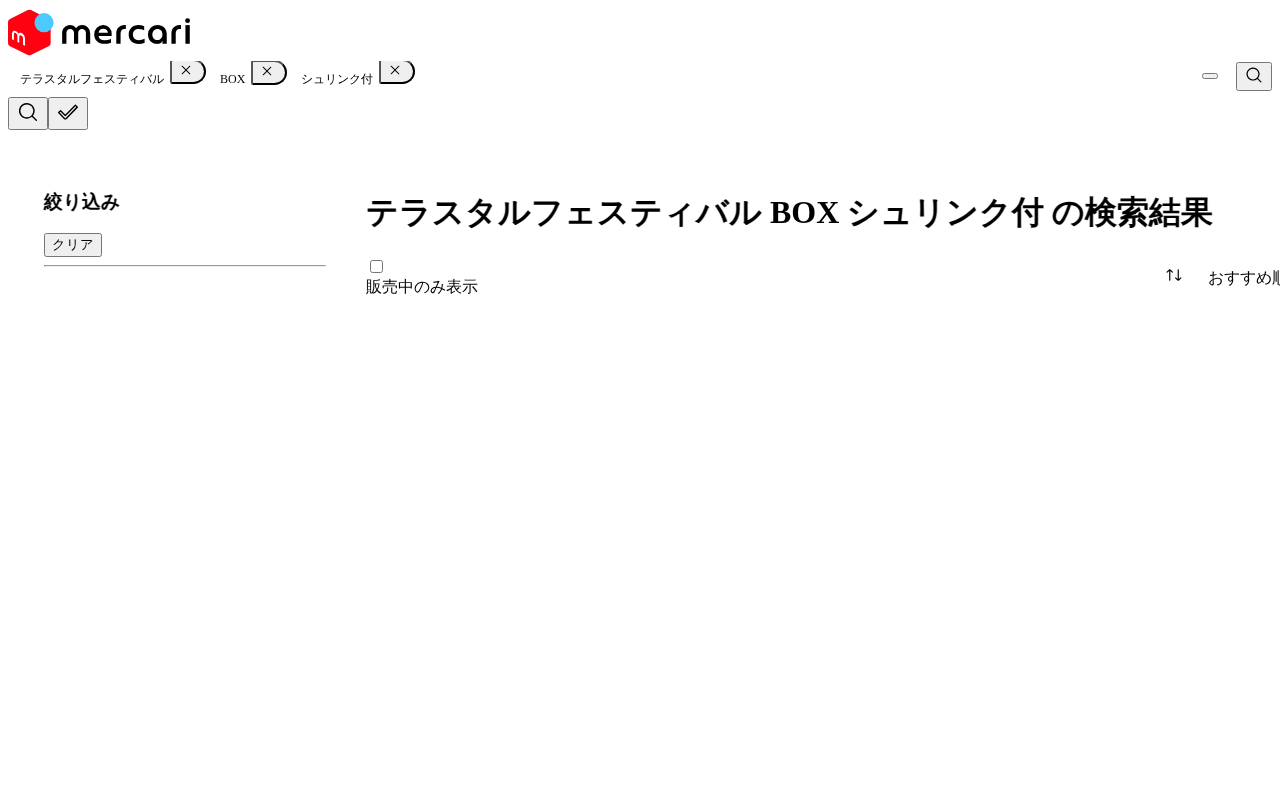 mercari
テラスタルフェスティバル BOX シュリンク付
絞り込み
テラスタルフェスティバル BOX シュリンク付 の検索結果
クリア
販売中のみ表示
おすすめ順